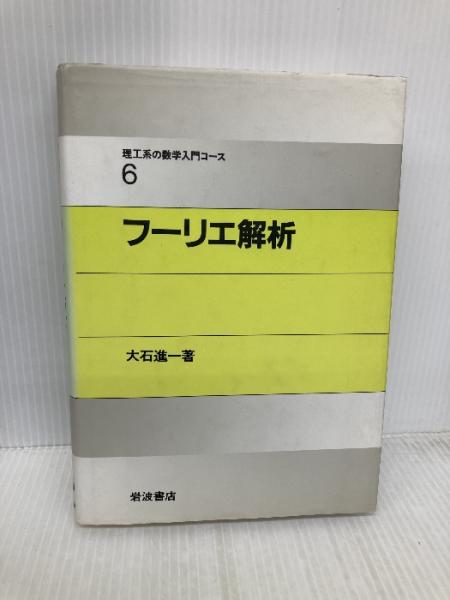 理工系の数学入門コース
6
フーリエ解析
大石進一著
岩波書店